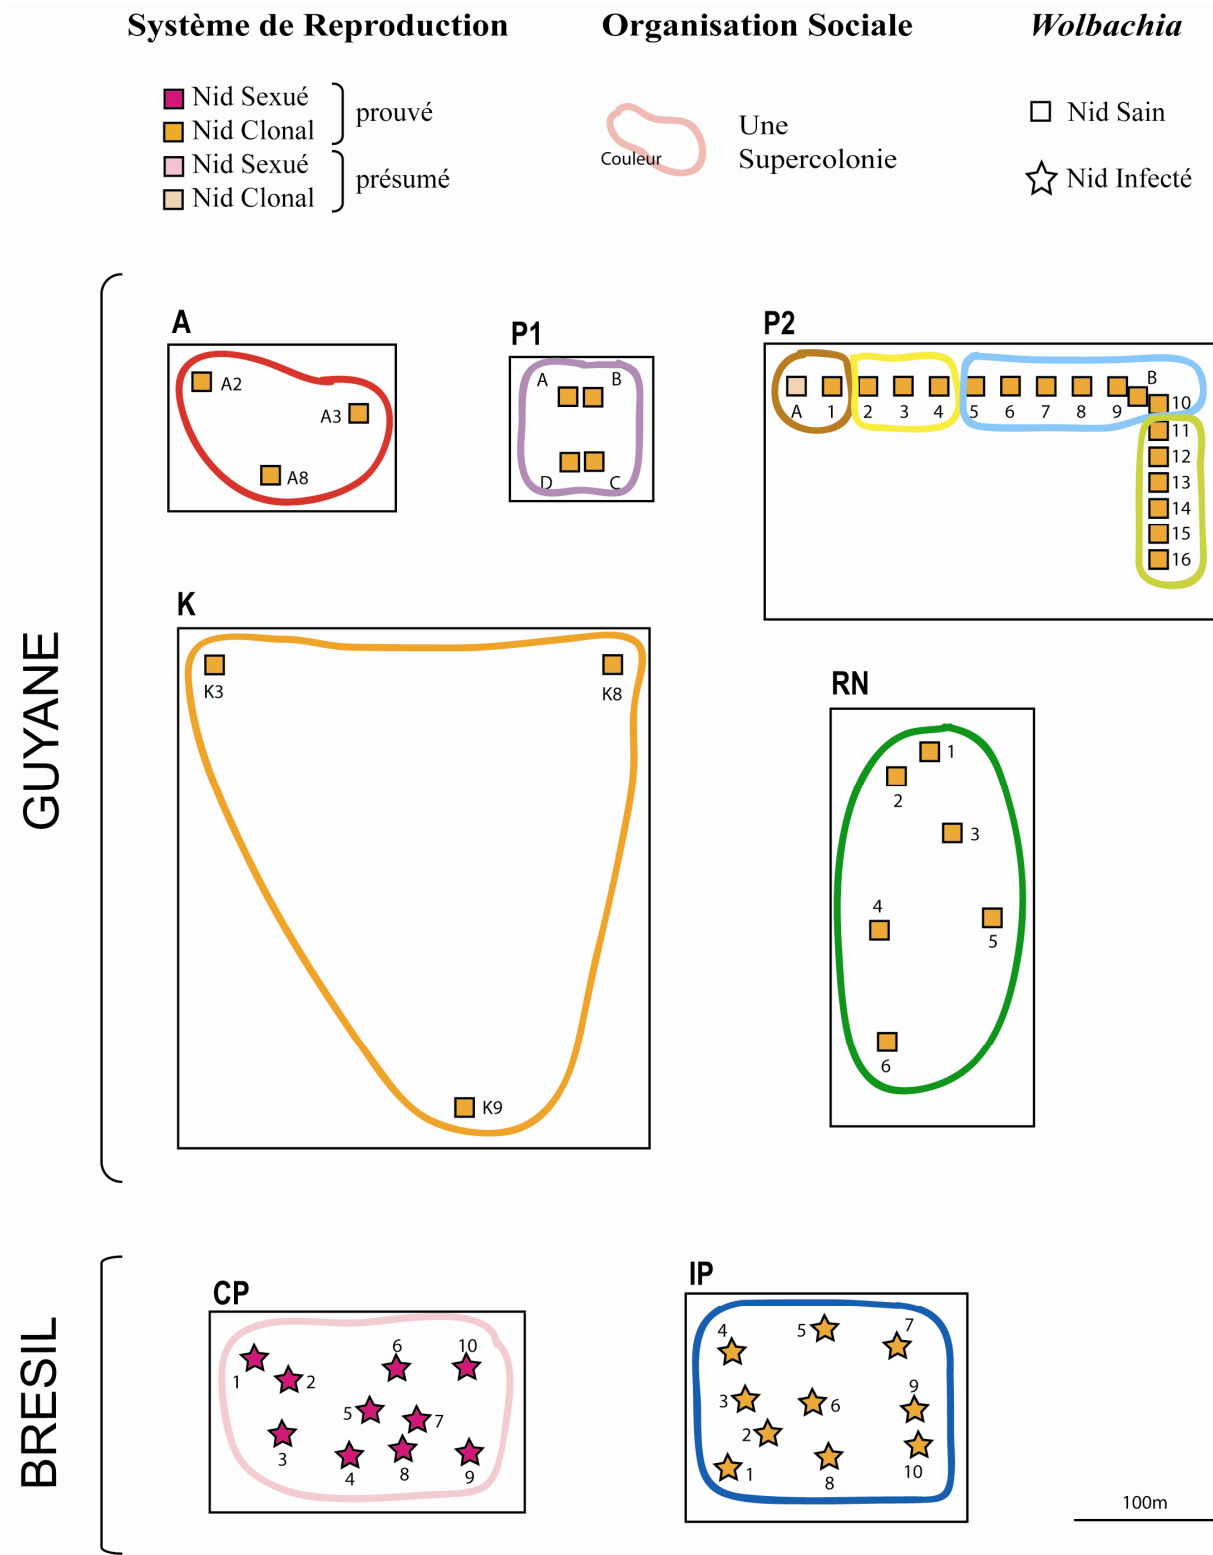 Système de Reproduction
Organisation Sociale
Wolbachia
Nid Sexué
Nid Clonal
prouvé
Nid Sexué
Nid Clonal
présumé
Couleur
Une
Supercolonie
Nid Sain
Nid Infecté
GUYANE
A
A2
A3
A8
P1
A B
D C
P2
A 1 2 3 4 5 6 7 8 9 B
10
11
12
13
14
15
16
K
K3 K8
K9
RN
1
2
3
4
5
6
BRESIL
CP
1
2
3
4
5
6
7
8
9
10
IP
4
5
7
3
6
9
2
1
8
10
100m